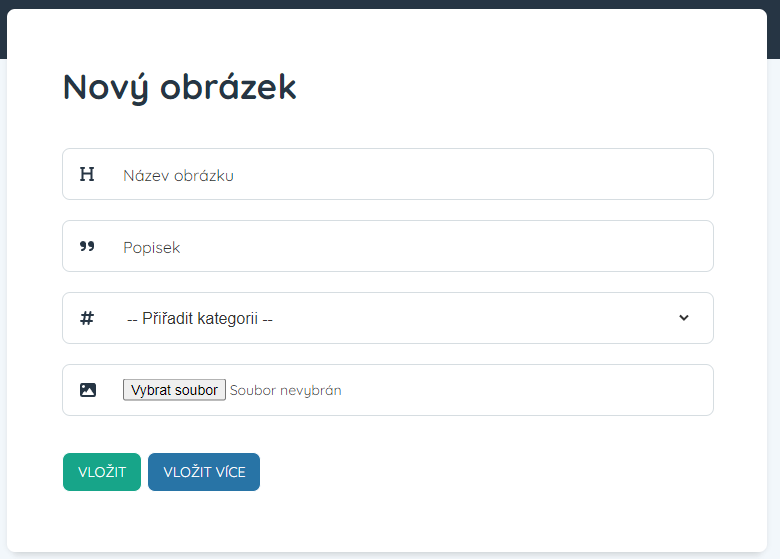 Nový obrázek
Název obrázku
Popisek
-- Přiřadit kategorii --
Vybrat soubor Soubor nevybrán
VLOŽIT VLOŽIT VÍCE